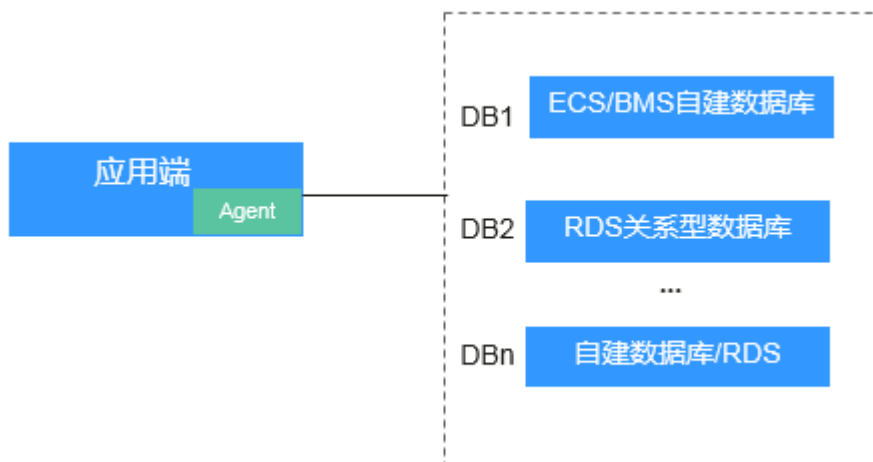 应用端
Agent
DB1
ECS/BMS自建数据库
DB2
RDS关系型数据库
...
DBn
自建数据库/RDS